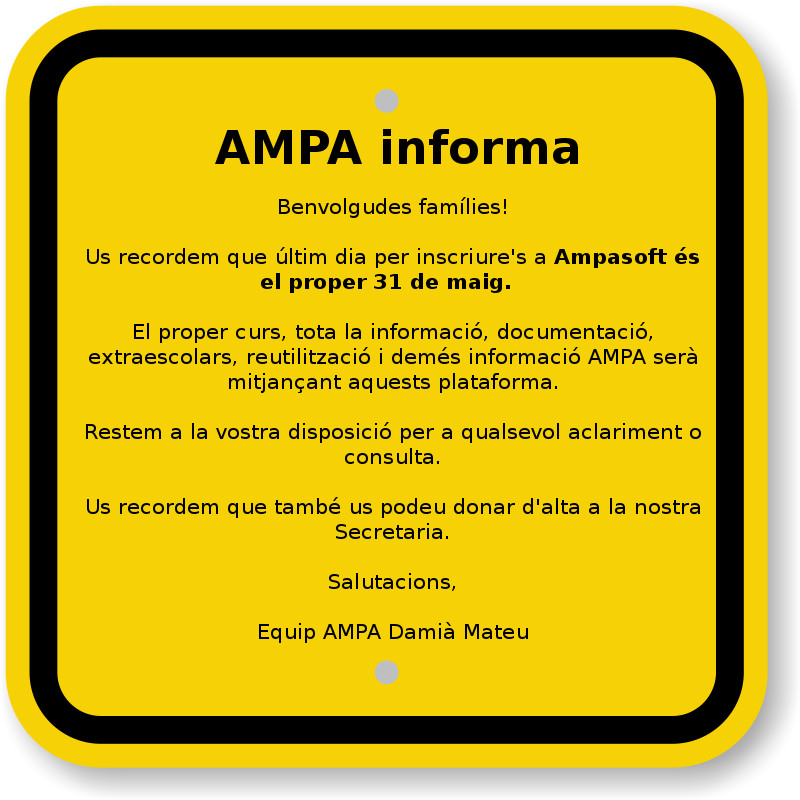 AMPA informa
Benvolgudes famílies!
Us recordem que últim dia per inscriure's a Ampasoft és
el proper 31 de maig.
El proper curs, tota la informació, documentació,
extraescolars, reutilització i demés informació AMPA serà
mitjançant aquests plataforma.
Restem a la vostra disposició per a qualsevol aclariment o
consulta.
Us recordem que també us podeu donar d'alta a la nostra
Secretaria.
Salutacions,
Equip AMPA Damià Mateu